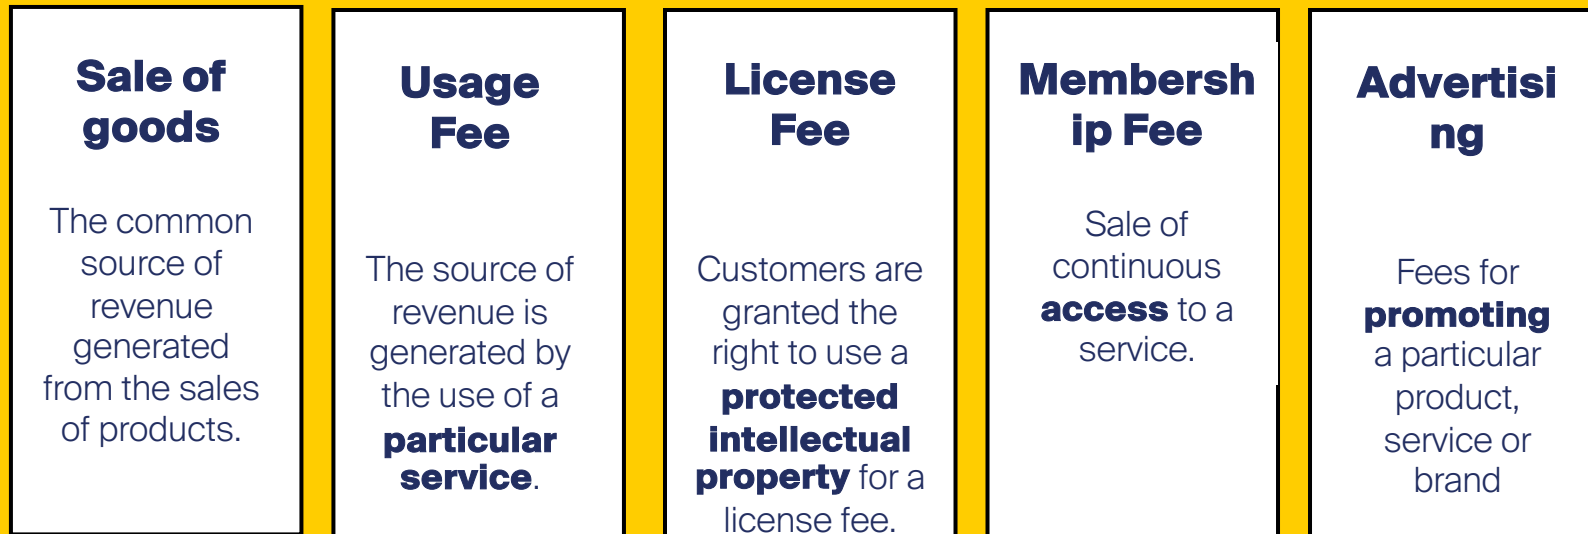 Sale of
goods
The common
source of
revenue
generated
from the sales
of products.
Usage
Fee
The source of
revenue is
generated by
the use of a
particular
service.
License
Fee
Customers are
granted the
right to use a
protected
intellectual
property for a
license fee.
Membersh
ip Fee
Sale of
continuous
access to a
service.
Advertisi
ng
Fees for
promoting
a particular
product,
service or
brand